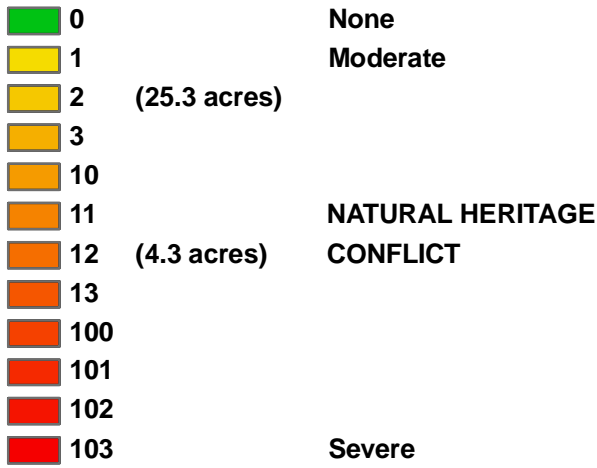 0 None
1 Moderate
2 (25.3 acres)
3
10
11 NATURAL HERITAGE
12 (4.3 acres) CONFLICT
13
100
101
102
103 Severe